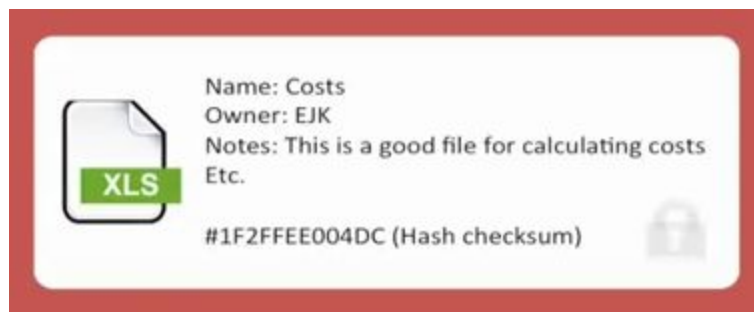 Name: Costs
Owner: EJK
Notes: This is a good file for calculating costs
Etc.
XLS
#1F2FFEE004DC (Hash checksum)